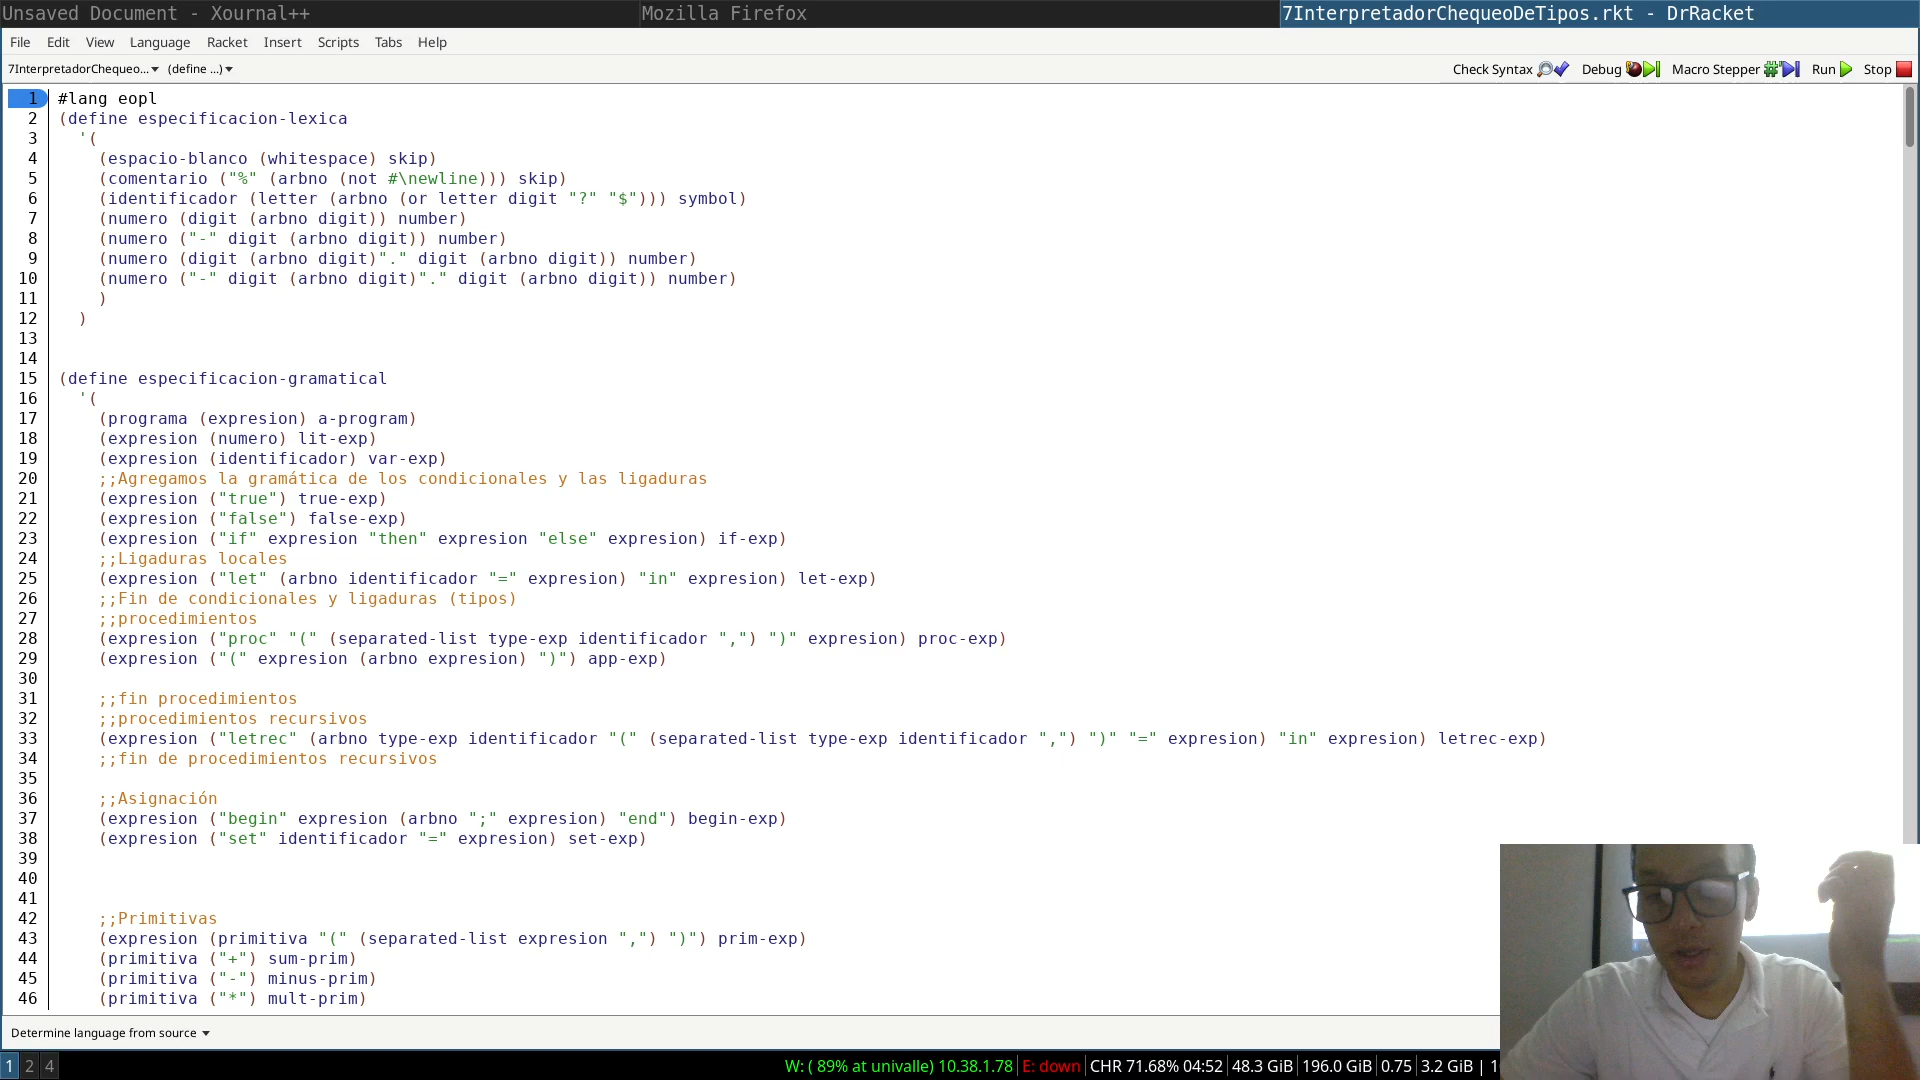 Unsaved Document - Xournal++
Mozilla Firefox
7InterpretadorChequeoDeTipos.rkt - DrRacket
File Edit View Language Racket Insert Scripts Tabs Help
7InterpretadorChequeo... (define ...)
Check Syntax Debug Macro Stepper Run Stop
1 #lang eopl
2 (define especificacion-lexica
3 '(
4 (espacio-blanco (whitespace) skip)
5 (comentario ("%" (arbno (not #\newline))) skip)
6 (identificador (letter (arbno (or letter digit "?" "$"))) symbol)
7 (numero (digit (arbno digit)) number)
8 (numero ("-" digit (arbno digit)) number)
9 (numero (digit (arbno digit)"." digit (arbno digit)) number)
10 (numero ("-" digit (arbno digit)"." digit (arbno digit)) number)
11 )
12 )
13
14
15 (define especificacion-gramatical
16 '(
17 (programa (expresion) a-program)
18 (expresion (numero) lit-exp)
19 (expresion (identificador) var-exp)
20 ;;Agregamos la gramática de los condicionales y las ligaduras
21 (expresion ("true") true-exp)
22 (expresion ("false") false-exp)
23 (expresion ("if" expresion "then" expresion "else" expresion) if-exp)
24 ;;Ligaduras locales
25 (expresion ("let" (arbno identificador "=" expresion) "in" expresion) let-exp)
26 ;;Fin de condicionales y ligaduras (tipos)
27 ;;procedimientos
28 (expresion ("proc" "(" (separated-list type-exp identificador ",") ")" expresion) proc-exp)
29 (expresion ("(" expresion (arbno expresion) ")") app-exp)
30
31 ;;fin procedimientos
32 ;;procedimientos recursivos
33 (expresion ("letrec" (arbno type-exp identificador "(" (separated-list type-exp identificador ",") ")" "=" expresion) "in" expresion) letrec-exp)
34 ;;fin de procedimientos recursivos
35
36 ;;Asignación
37 (expresion ("begin" expresion (arbno ";" expresion) "end") begin-exp)
38 (expresion ("set" identificador "=" expresion) set-exp)
39
40
41
42 ;;Primitivas
43 (expresion (primitiva "(" (separated-list expresion ",") ")") prim-exp)
44 (primitiva ("+") sum-prim)
45 (primitiva ("-") minus-prim)
46 (primitiva ("*") mult-prim)
Determine language from source
1 2 4
W: ( 89% at univalle) 10.38.1.78| E: down| CHR 71.68% 04:52| 48.3 GiB| 196.0 GiB| 0.75| 3.2 GiB |